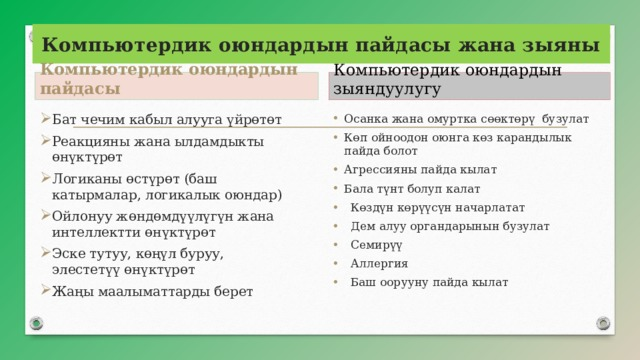 Компьютердик оюндардын пайдасы жана зыяны
Компьютердик оюндардын
пайдасы
Бат чечим кабыл алууга үйрөтөт
Реакцияны жана ылдамдыкты
өнүктүрөт
Логиканы өстүрөт (баш
катырмалар, логикалык оюндар)
Ойлонуу жөндөмдүүлүгүн жана
интеллектти өнүктүрөт
Эске тутуу, көңүл буруу,
элестетүү өнүктүрөт
Жаңы маалыматтарды берет
Компьютердик оюндардын
зыяндуулугу
Осанка жана омуртка сөөктөрү бузулат
Көп ойноодон оюнга көз карандылык
пайда болот
Агрессияны пайда кылат
Бала түнт болуп калат
Көздүн көрүүсүн начарлатат
Дем алуу органдарынын бузулат
Семирүү
Аллергия
Баш оорууну пайда кылат